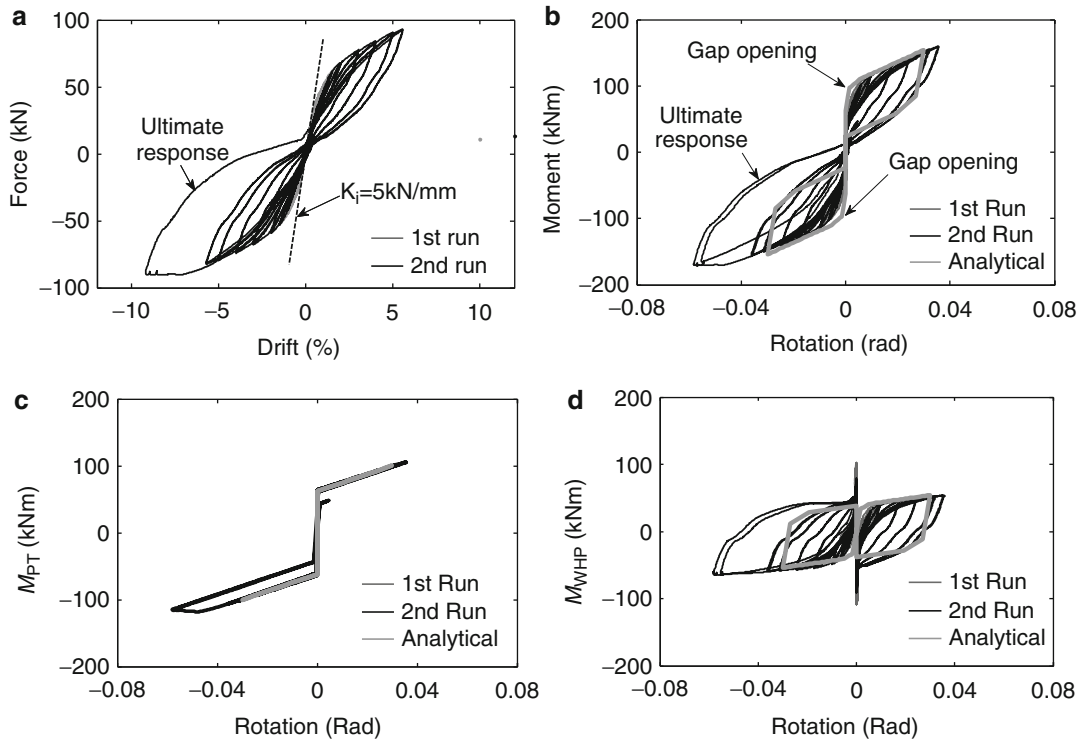 a
100
50
0
−50
−100
Force (kN)
−10
−5
0
5
10
Drift (%)
Ultimate
response
Ki=5kN/mm
1st run
2nd run
b
200
100
0
−100
−200
Moment (kNm)
−0.08
−0.04
0
0.04
0.08
Rotation (rad)
Gap opening
Ultimate
response
Gap opening
1st Run
2nd Run
Analytical
c
200
100
0
−100
−200
MPT (kNm)
−0.08
−0.04
0
0.04
0.08
Rotation (Rad)
1st Run
2nd Run
Analytical
d
200
100
0
−100
−200
MWHP (kNm)
−0.08
−0.04
0
0.04
0.08
Rotation (Rad)
1st Run
2nd Run
Analytical